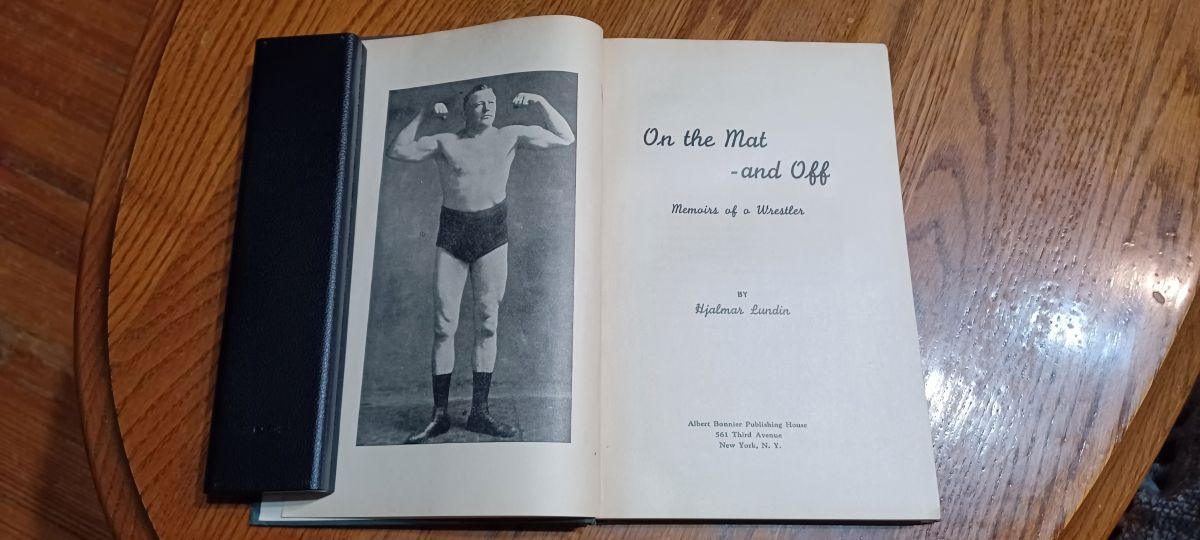 On the Mat
-and Off
Memoirs of a Wrestler
BY
Hjalmar Lundin
Albert Bonnier Publishing House
561 Third Avenue
New York, N. Y.